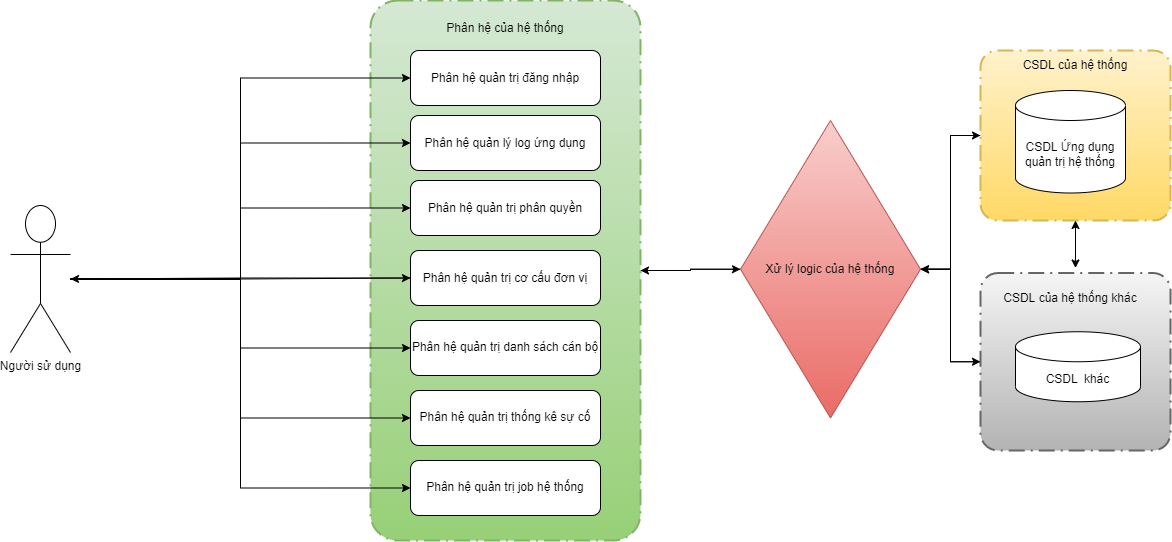 Phân hệ của hệ thống
Phân hệ quản trị đăng nhập
Phân hệ quản lý log ứng dụng
Phân hệ quản trị phân quyền
Phân hệ quản trị cơ cấu đơn vị
Phân hệ quản trị danh sách cán bộ
Phân hệ quản trị thống kê sự cố
Phân hệ quản trị job hệ thống
Người sử dụng
Xử lý logic của hệ thống
CSDL của hệ thống
CSDL Ứng dụng
quản trị hệ thống
CSDL của hệ thống khác
CSDL khác